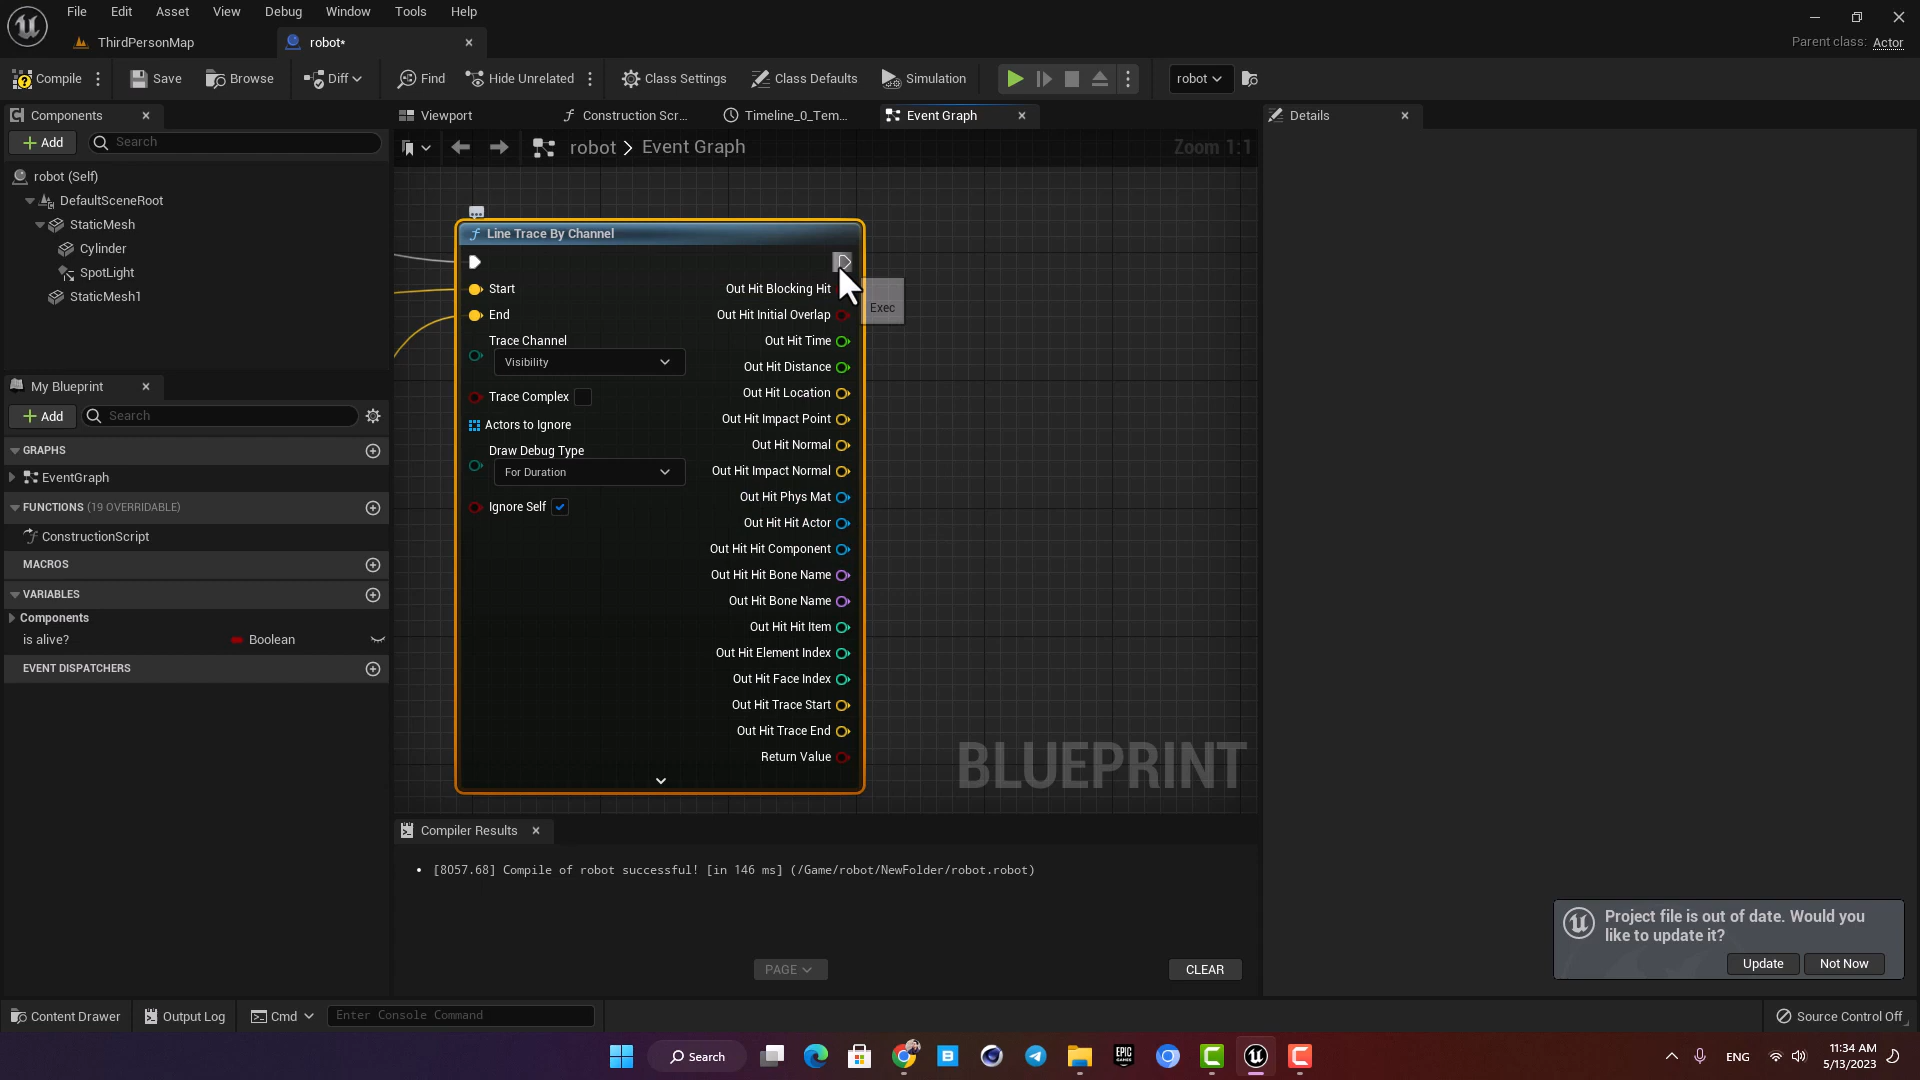 File Edit Asset View Debug Window Tools Help
ThirdPersonMap
robot*
Parent class: Actor
Compile Save Browse Diff Find Hide Unrelated Class Settings Class Defaults Simulation robot
Components
Add Search
robot (Self)
DefaultSceneRoot
StaticMesh
Cylinder
SpotLight
StaticMesh1
My Blueprint
Add Search
GRAPHS
EventGraph
FUNCTIONS (19 OVERRIDABLE)
ConstructionScript
MACROS
VARIABLES
Components
is alive? Boolean
EVENT DISPATCHERS
Viewport Construction Scr... Timeline_0_Tem... Event Graph
robot > Event Graph Zoom 1:1
Line Trace By Channel
Start
End
Trace Channel
Visibility
Trace Complex
Actors to Ignore
Draw Debug Type
For Duration
Ignore Self
Out Hit Blocking Hit
Out Hit Initial Overlap
Out Hit Time
Out Hit Distance
Out Hit Location
Out Hit Impact Point
Out Hit Normal
Out Hit Impact Normal
Out Hit Phys Mat
Out Hit Hit Actor
Out Hit Hit Component
Out Hit Hit Bone Name
Out Hit Bone Name
Out Hit Hit Item
Out Hit Element Index
Out Hit Face Index
Out Hit Trace Start
Out Hit Trace End
Return Value
Exec
BLUEPRINT
Compiler Results
[8057.68] Compile of robot successful! [in 146 ms] (/Game/robot/NewFolder/robot.robot)
PAGE CLEAR
Details
Project file is out of date. Would you
like to update it?
Update Not Now
Content Drawer Output Log Cmd Enter Console Command Source Control Off
Search
EPIC
GAMES
ENG
11:34 AM
5/13/2023